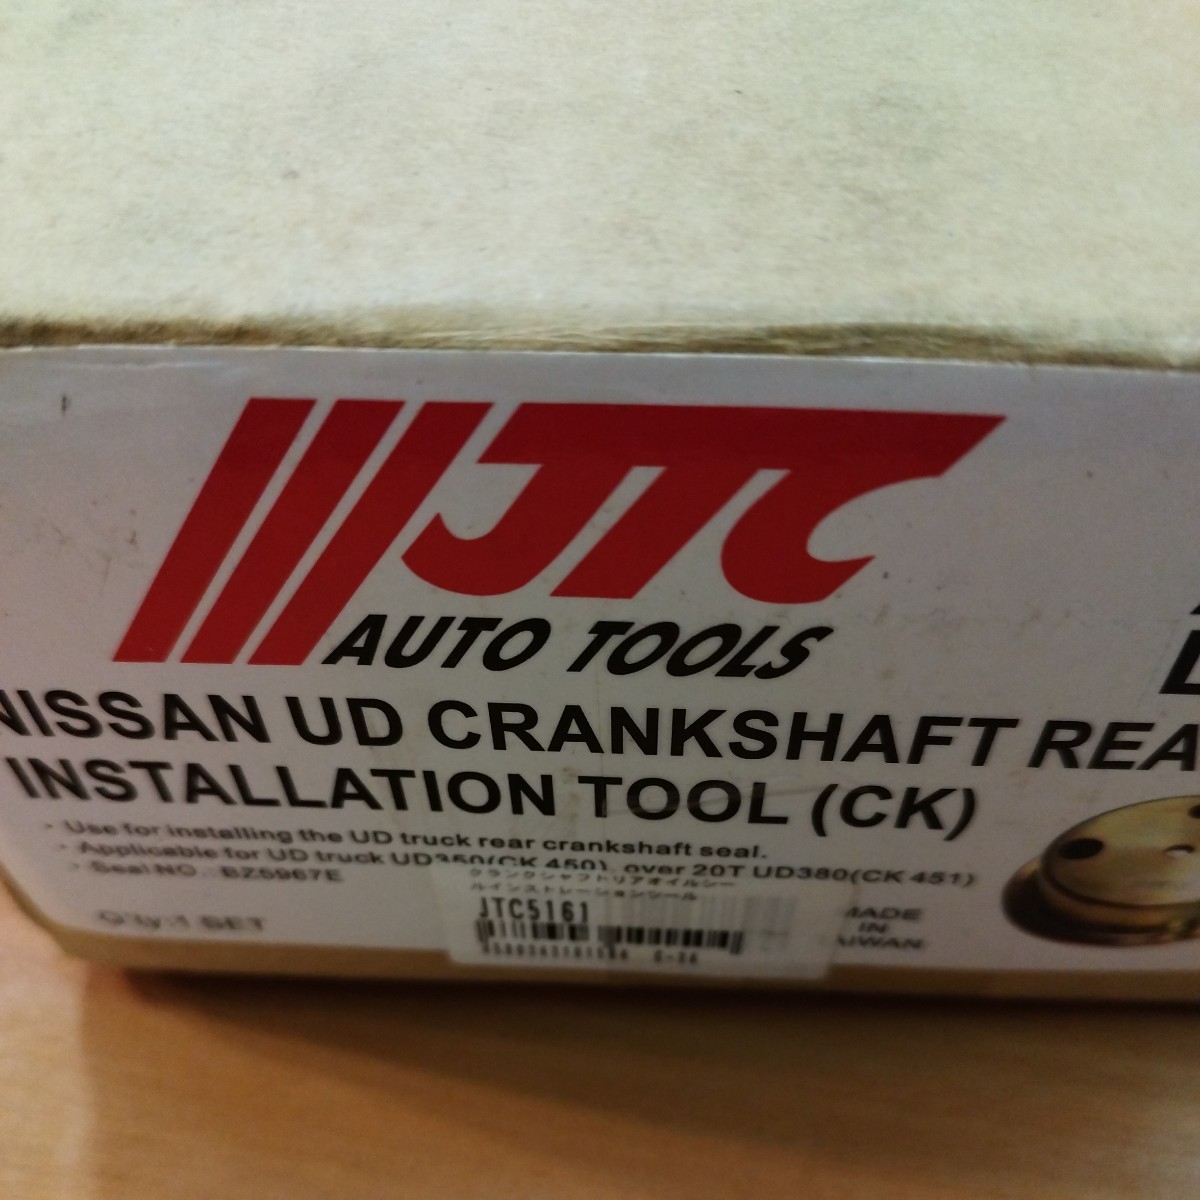 JTC
AUTO TOOLS
NISSAN UD CRANKSHAFT REA
INSTALLATION TOOL (CK)
· Use for installing the UD truck rear crankshaft seal.
· Applicable for UD truck UD350(CK 450), over 20T UD380(CK 451)
· Seal NO.: BZ5967E
Q'ty:1 SET
クランクシャフトリアオイルシー
ルインストレーションツール
JTC5161
MADE
IN
AIWAN